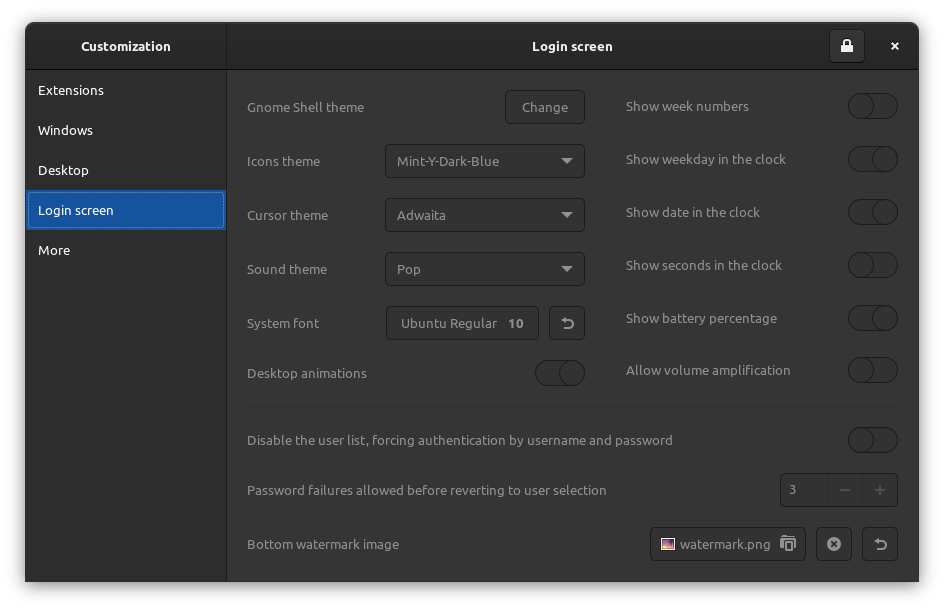 Customization
Login screen
Extensions
Windows
Desktop
Login screen
More
Gnome Shell theme
Change
Icons theme
Mint-Y-Dark-Blue
Cursor theme
Adwaita
Sound theme
Pop
System font
Ubuntu Regular 10
Desktop animations
Show week numbers
Show weekday in the clock
Show date in the clock
Show seconds in the clock
Show battery percentage
Allow volume amplification
Disable the user list, forcing authentication by username and password
Password failures allowed before reverting to user selection
3
Bottom watermark image
watermark.png